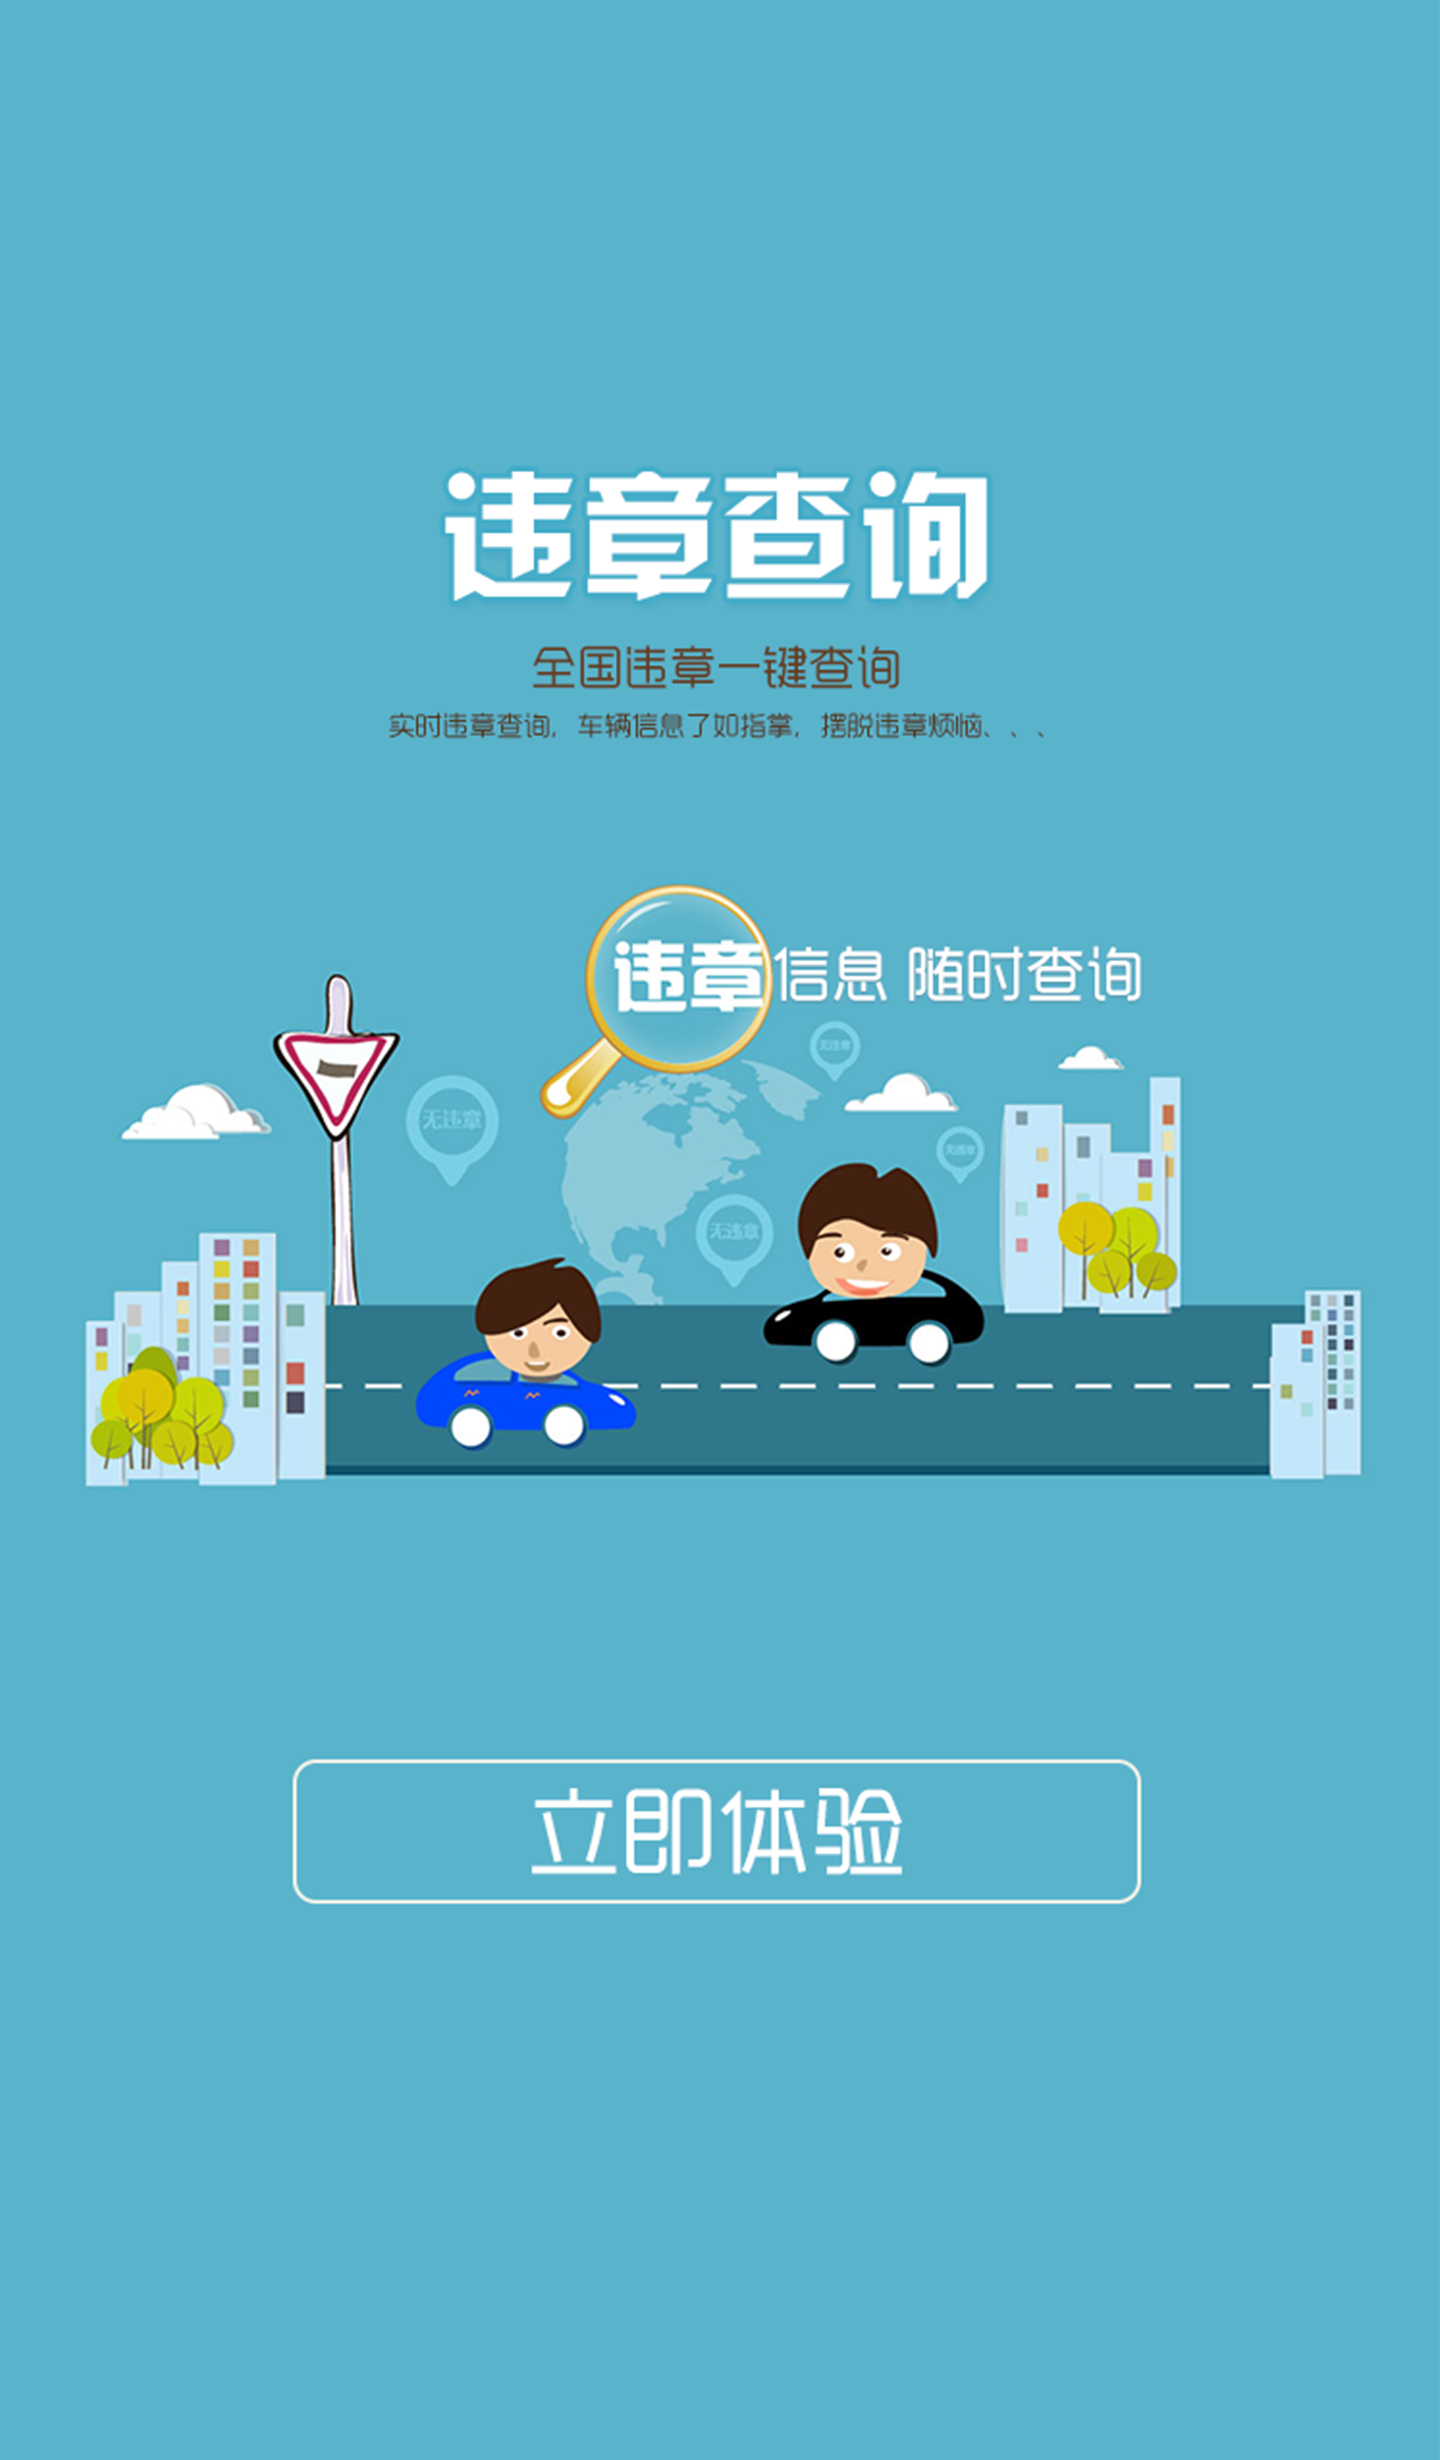 违章查询
全国违章一键查询
实时违章查询，车辆信息了如指掌，摆脱违章烦恼、、、
违章信息 随时查询
无违章
无违章
无违章
无违章
立即体验